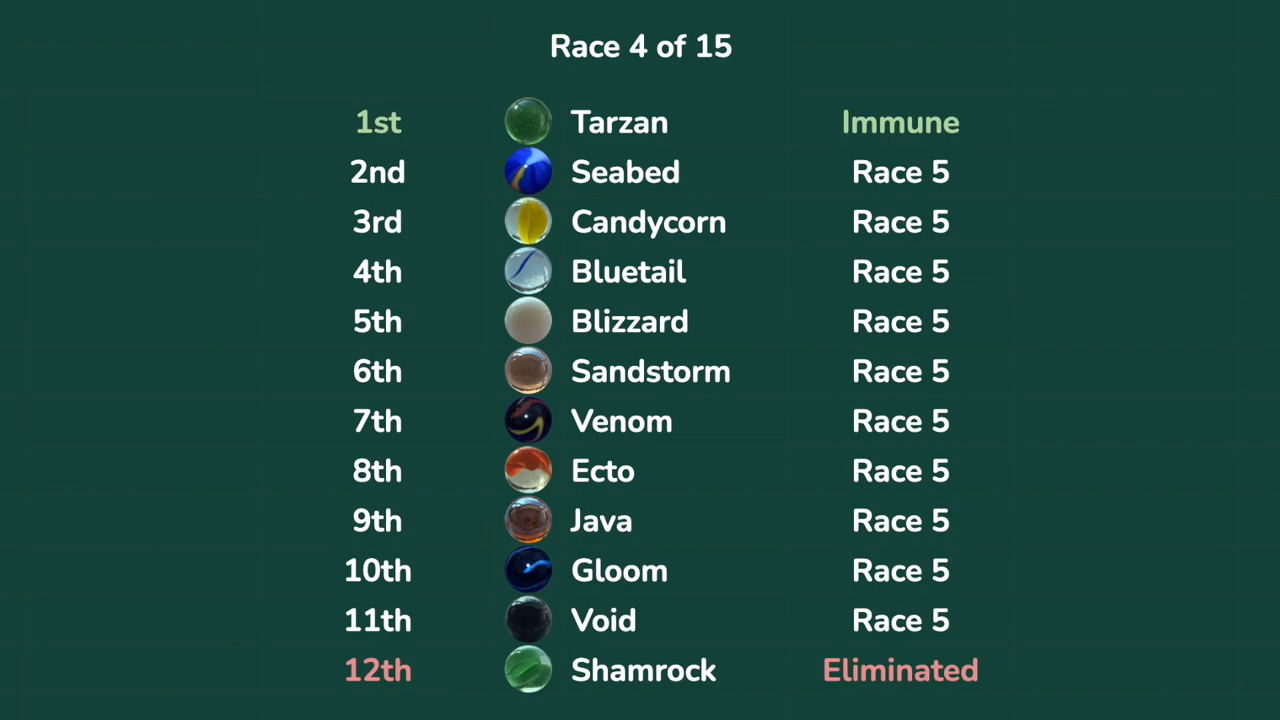 Race 4 of 15
1st Tarzan Immune
2nd Seabed Race 5
3rd Candycorn Race 5
4th Bluetail Race 5
5th Blizzard Race 5
6th Sandstorm Race 5
7th Venom Race 5
8th Ecto Race 5
9th Java Race 5
10th Gloom Race 5
11th Void Race 5
12th Shamrock Eliminated